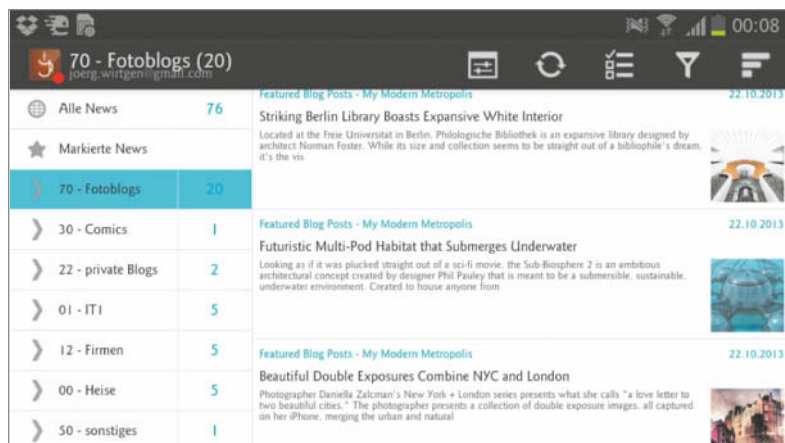 00:08
70 - Fotoblogs (20)
joerg.wirtgen@gmail.com
Alle News 76
Markierte News
70 - Fotoblogs 20
30 - Comics 1
22 - private Blogs 2
01 - IT1 5
12 - Firmen 5
00 - Heise 5
50 - sonstiges 1
Featured Blog Posts - My Modern Metropolis 22.10.2013
Striking Berlin Library Boasts Expansive White Interior
Located at the Freie Universitat in Berlin, Philologische Bibliothek is an expansive library designed by
architect Norman Foster. While its size and collection seems to be straight out of a bibliophile's dream,
it's the vis
Featured Blog Posts - My Modern Metropolis 22.10.2013
Futuristic Multi-Pod Habitat that Submerges Underwater
Looking as if it was plucked straight out of a sci-fi movie, the Sub-Biosphere 2 is an ambitious
architectural concept created by designer Phil Pauley that is meant to be a submersible, sustainable,
underwater environment. Created to house anyone from
Featured Blog Posts - My Modern Metropolis 22.10.2013
Beautiful Double Exposures Combine NYC and London
Photographer Daniella Zalcman's New York + London series presents what she calls "a love letter to
two beautiful cities." The photographer presents a collection of double exposure images, all captured
on her iPhone, merging the urban and natural